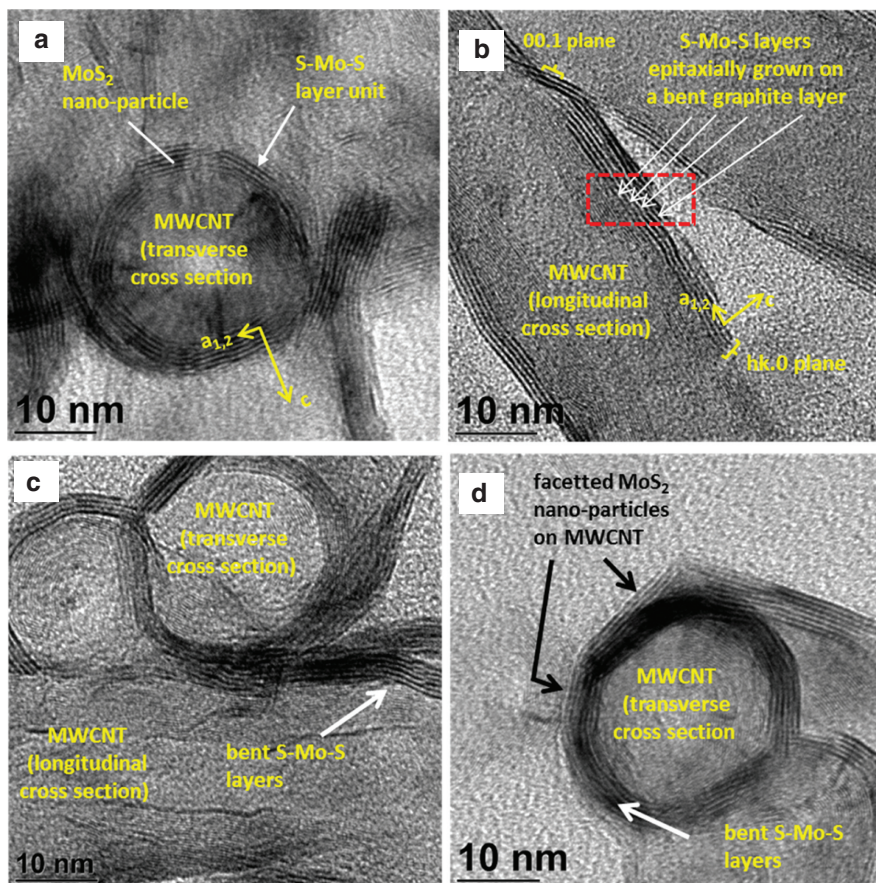 a
MoS2
nano-particle
S-Mo-S
layer unit
MWCNT
(transverse
cross section
a1,2
c
10 nm
b
00.1 plane
S-Mo-S layers
epitaxially grown on
a bent graphite layer
MWCNT
(longitudinal
cross section)
a1,2
c
hk.0 plane
10 nm
c
MWCNT
(transverse
cross section)
MWCNT
(longitudinal
cross section)
bent S-Mo-S
layers
10 nm
d
facetted MoS2
nano-particles
on MWCNT
MWCNT
(transverse
cross section
bent S-Mo-S
layers
10 nm